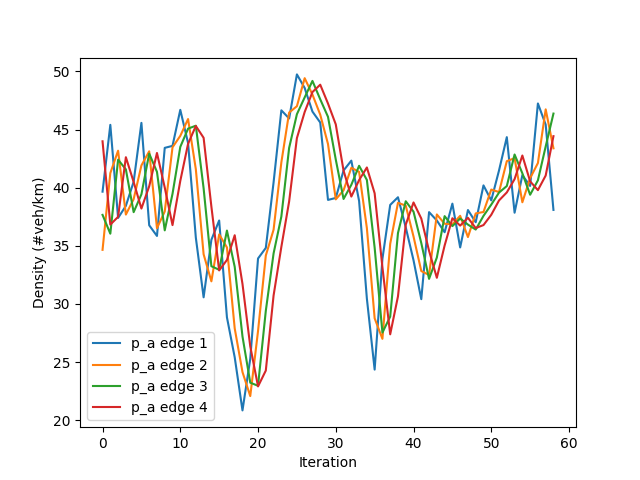 50
45
40
35
30
25
20
Density (#veh/km)
p_a edge 1
p_a edge 2
p_a edge 3
p_a edge 4
0 10 20 30 40 50 60
Iteration